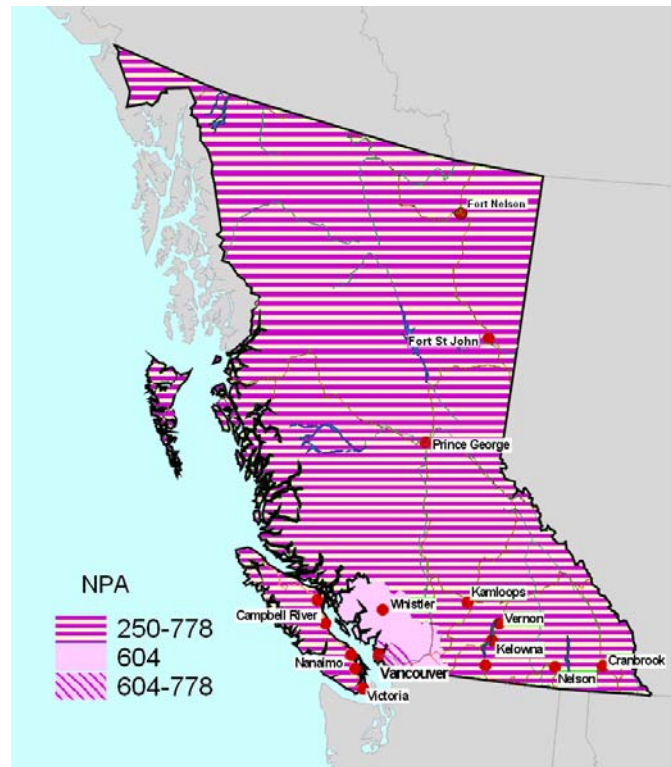 Fort Nelson
Fort St John
Prince George
NPA
250-778
604
604-778
Campbell River
Whistler
Kamloops
Vernon
Nanaimo
Kelowna
Vancouver
Nelson
Cranbrook
Victoria